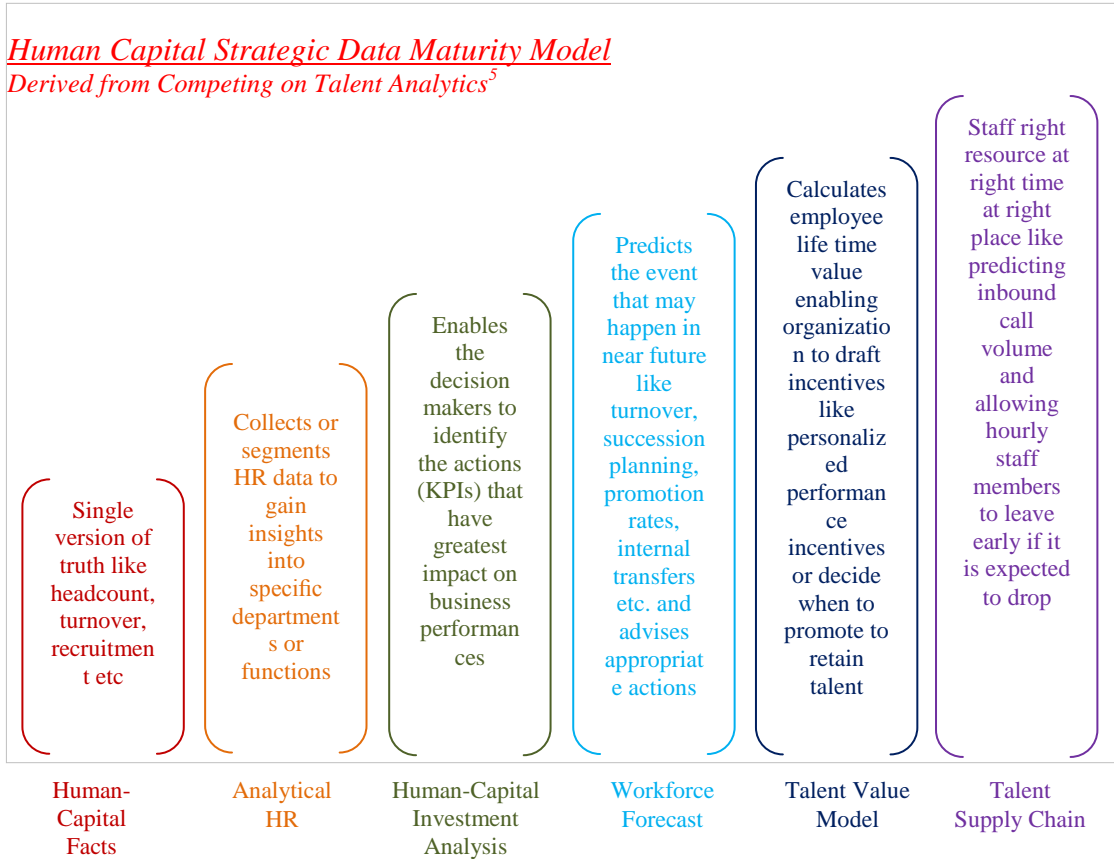 Human Capital Strategic Data Maturity Model
Derived from Competing on Talent Analytics5
Single
version of
truth like
headcount,
turnover,
recruitmen
t etc
Human-
Capital
Facts
Collects or
segments
HR data to
gain
insights
into
specific
department
s or
functions
Analytical
HR
Enables
the
decision
makers to
identify
the actions
(KPIs) that
have
greatest
impact on
business
performan
ces
Human-Capital
Investment
Analysis
Predicts
the event
that may
happen in
near future
like
turnover,
succession
planning,
promotion
rates,
internal
transfers
etc. and
advises
appropriat
e actions
Workforce
Forecast
Calculates
employee
life time
value
enabling
organizatio
n to draft
incentives
like
personaliz
ed
performan
ce
incentives
or decide
when to
promote to
retain
talent
Talent Value
Model
Staff right
resource at
right time
at right
place like
predicting
inbound
call
volume
and
allowing
hourly
staff
members
to leave
early if it
is expected
to drop
Talent
Supply Chain